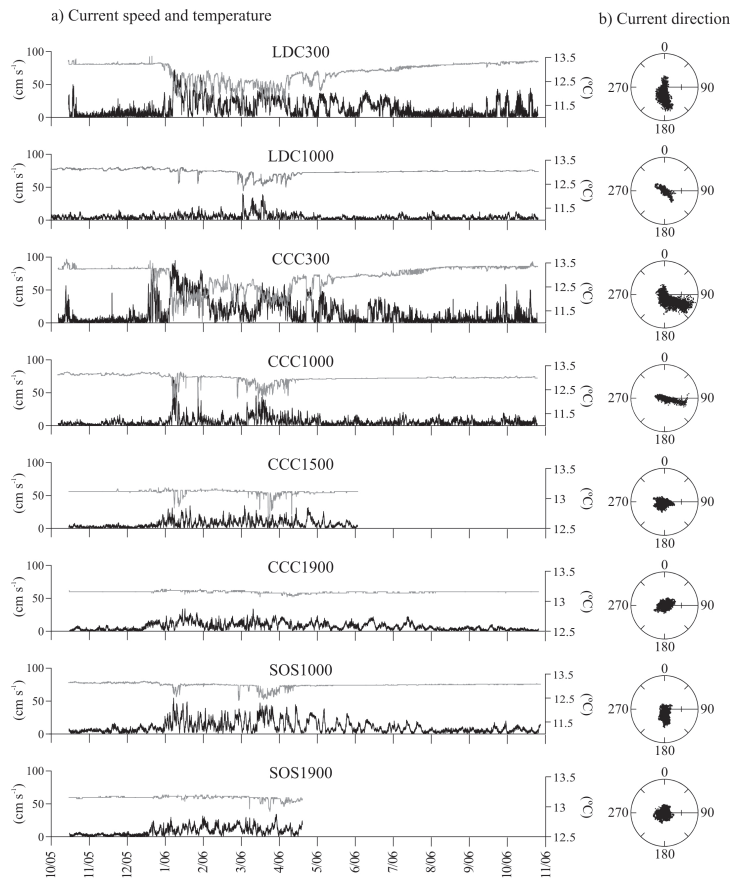 a) Current speed and temperature
b) Current direction
LDC300
100
50
0
(cm s-1)
13.5
12.5
11.5
(ºC)
0
270
90
180
LDC1000
100
50
0
(cm s-1)
13.5
12.5
11.5
(ºC)
0
270
90
180
CCC300
100
50
0
(cm s-1)
13.5
12.5
11.5
(ºC)
0
270
90
180
CCC1000
100
50
0
(cm s-1)
13.5
12.5
11.5
(ºC)
0
270
90
180
CCC1500
100
50
0
(cm s-1)
13.5
13
12.5
(ºC)
0
270
90
180
CCC1900
100
50
0
(cm s-1)
13.5
13
12.5
(ºC)
0
270
90
180
SOS1000
100
50
0
(cm s-1)
13.5
12.5
11.5
(ºC)
0
270
90
180
SOS1900
100
50
0
(cm s-1)
13.5
13
12.5
(ºC)
0
270
90
180
10/05 11/05 12/05 1/06 2/06 3/06 4/06 5/06 6/06 7/06 8/06 9/06 10/06 11/06